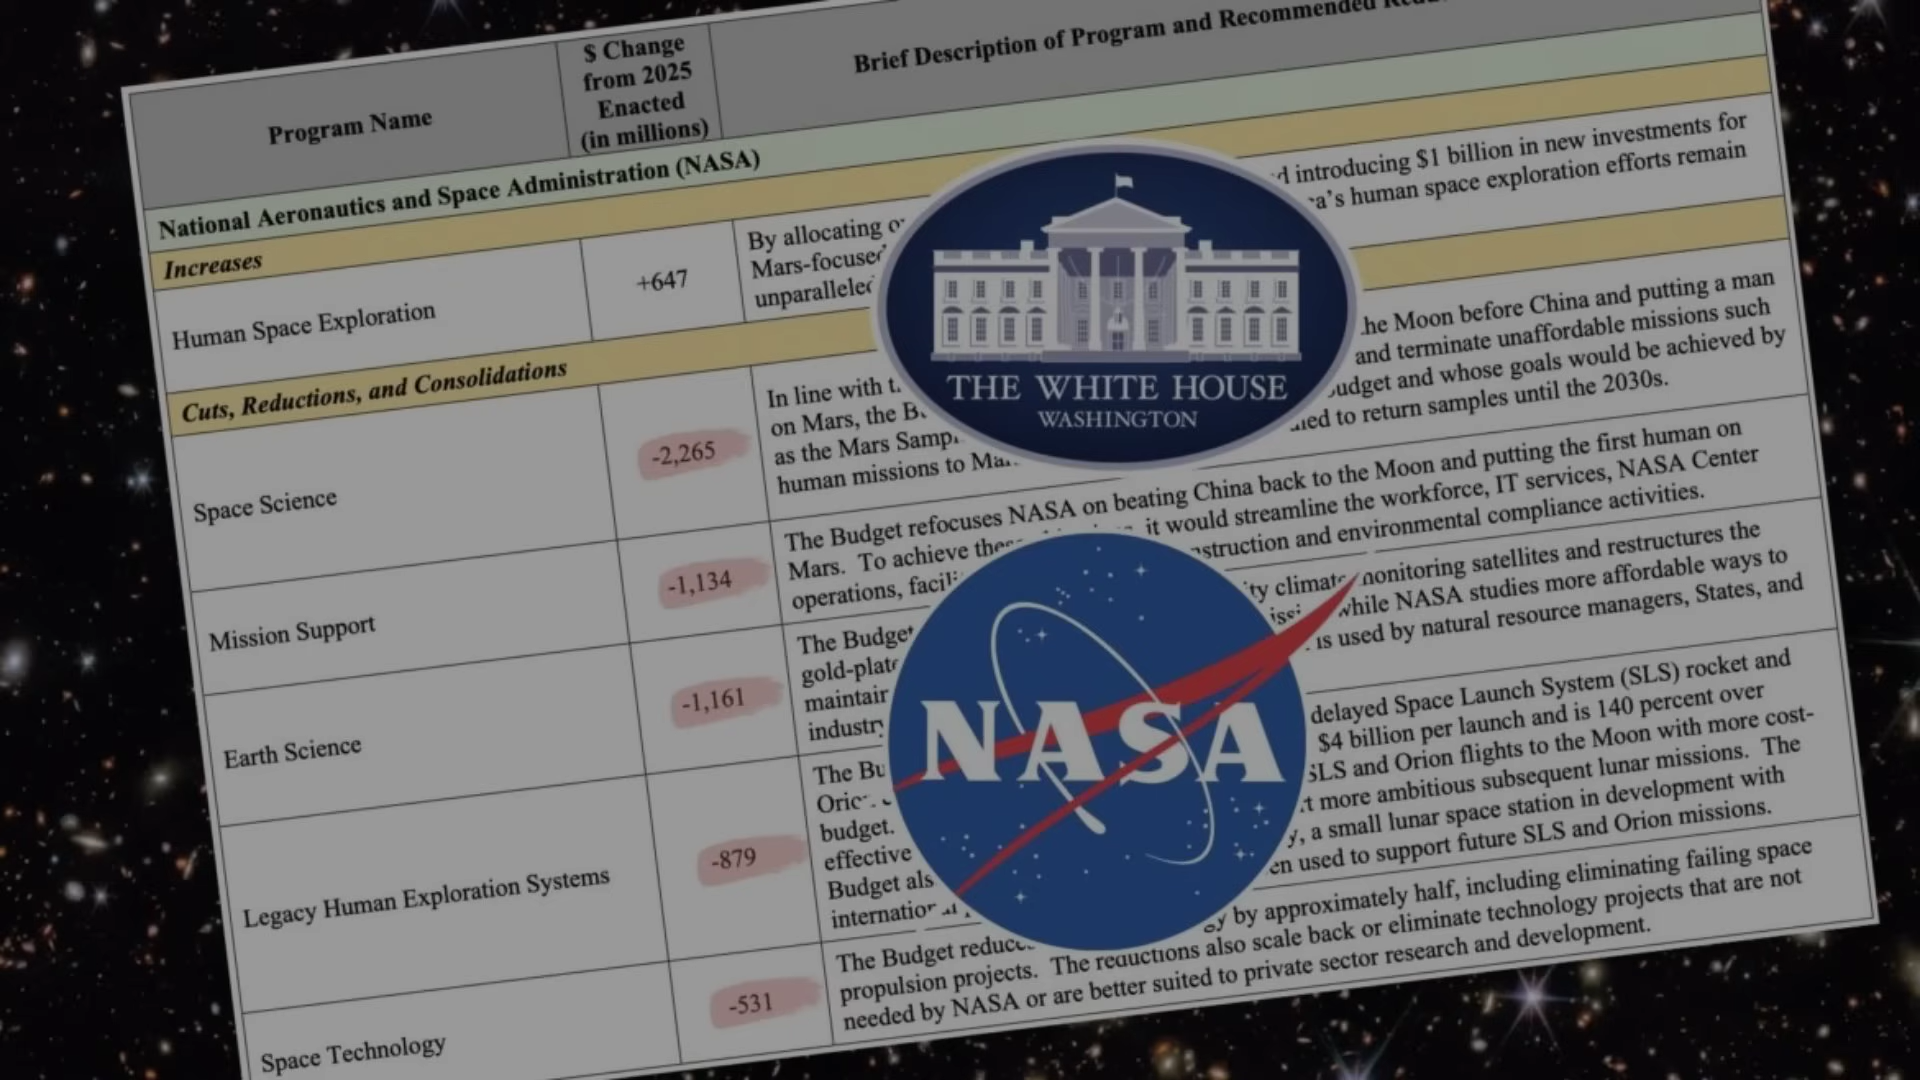 Program Name
$ Change
from 2025
Enacted
(in millions)
Brief Description of Program and Recommended
National Aeronautics and Space Administration (NASA)
Increases
Human Space Exploration
+647
By allocating
introducing $1 billion in new investments for
Mars-focused
's human space exploration efforts remain
unparalleled
Cuts, Reductions, and Consolidations
Space Science
-2,265
In line with
the Moon before China and putting a man
on Mars, the
and terminate unaffordable missions such
as the Mars
budget and whose goals would be achieved by
human missions to
to return samples until the 2030s.
Mission Support
-1,134
The Budget refocuses NASA on beating China back to the Moon and putting the first human on
Mars. To achieve it would streamline the workforce, IT services, NASA Center
operations, construction and environmental compliance activities.
Earth Science
-1,161
The Budget
climate monitoring satellites and restructures the
gold-plated
while NASA studies more affordable ways to
maintain
is used by natural resource managers, States, and
industry
Legacy Human Exploration Systems
-879
The
delayed Space Launch System (SLS) rocket and
$4 billion per launch and is 140 percent over
budget.
SLS and Orion flights to the Moon with more cost-
effective
more ambitious subsequent lunar missions. The
Budget
, a small lunar space station in development with
used to support future SLS and Orion missions.
Space Technology
-531
The Budget
by approximately half, including eliminating failing space
propulsion projects. The reductions also scale back or eliminate technology projects that are not
needed by NASA or are better suited to private sector research and development.
THE WHITE HOUSE
WASHINGTON
NASA